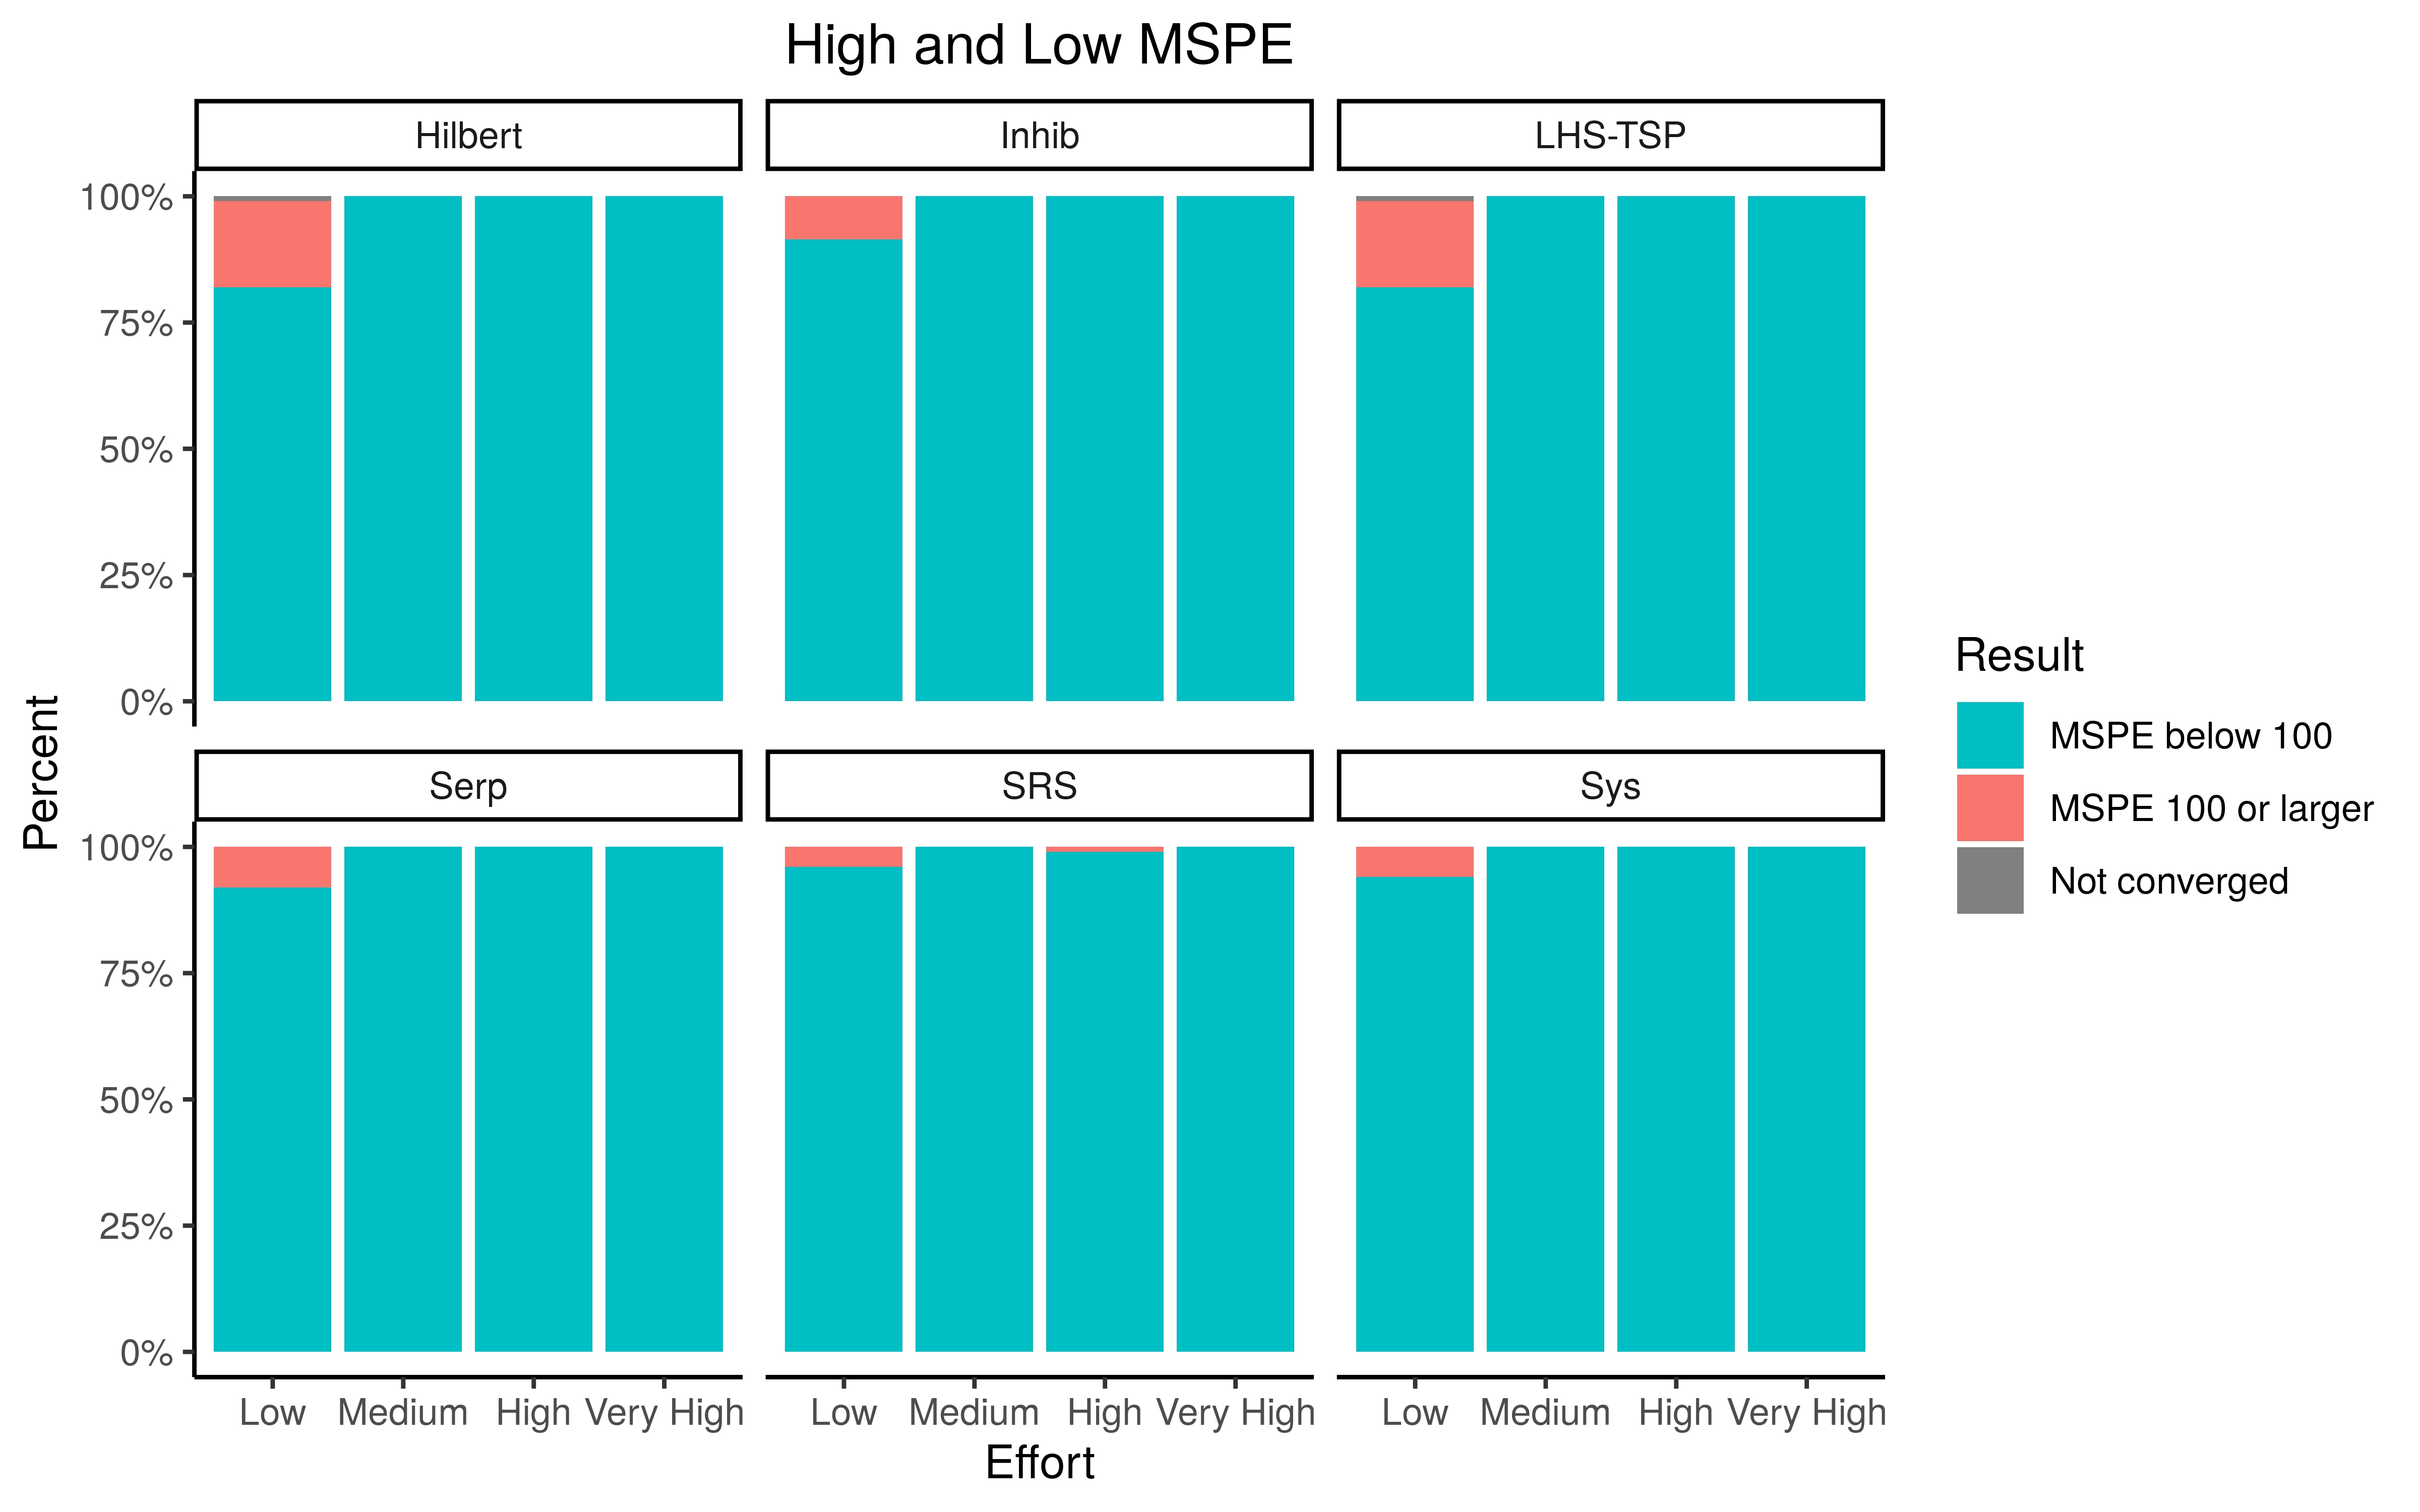 High and Low MSPE
Hilbert
Inhib
LHS-TSP
100%
75%
50%
25%
0%
Serp
SRS
Sys
100%
75%
50%
25%
0%
Percent
Low Medium High Very High
Low Medium High Very High
Low Medium High Very High
Effort
Result
MSPE below 100
MSPE 100 or larger
Not converged